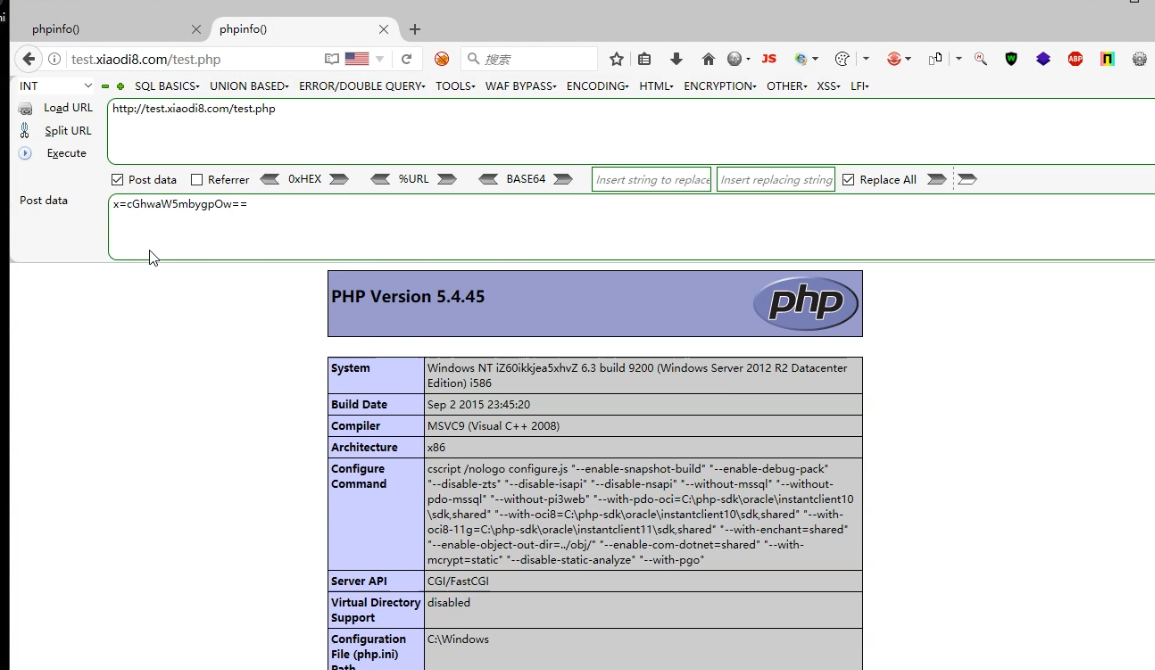 ni
phpinfo()
phpinfo()
test.xiaodi8.com/test.php
搜索
JS
ABP
INT
SQL BASICS
UNION BASED
ERROR/DOUBLE QUERY
TOOLS
WAF BYPASS
ENCODING
HTML
ENCRYPTION
OTHER
XSS
LFI
Load URL
http://test.xiaodi8.com/test.php
Split URL
Execute
Post data
Referrer
0xHEX
%URL
BASE64
Insert string to replace
Insert replacing string
Replace All
Post data
x=cGhwaW5mbygpOw==
PHP Version 5.4.45
php
System
Windows NT iZ60ikkjea5xhvZ 6.3 build 9200 (Windows Server 2012 R2 Datacenter
Edition) i586
Build Date
Sep 2 2015 23:45:20
Compiler
MSVC9 (Visual C++ 2008)
Architecture
x86
Configure
Command
cscript /nologo configure.js "--enable-snapshot-build" "--enable-debug-pack"
"--disable-zts" "--disable-isapi" "--disable-nsapi" "--without-mssql" "--without-
pdo-mssql" "--without-pi3web" "--with-pdo-oci=C:\php-sdk\oracle\instantclient10
\sdk,shared" "--with-oci8=C:\php-sdk\oracle\instantclient10\sdk,shared" "--with-
oci8-11g=C:\php-sdk\oracle\instantclient11\sdk,shared" "--with-enchant=shared"
"--enable-object-out-dir=../obj/" "--enable-com-dotnet=shared" "--with-
mcrypt=static" "--disable-static-analyze" "--with-pgo"
Server API
CGI/FastCGI
Virtual Directory
Support
disabled
Configuration
File (php.ini)
Path
C:\Windows